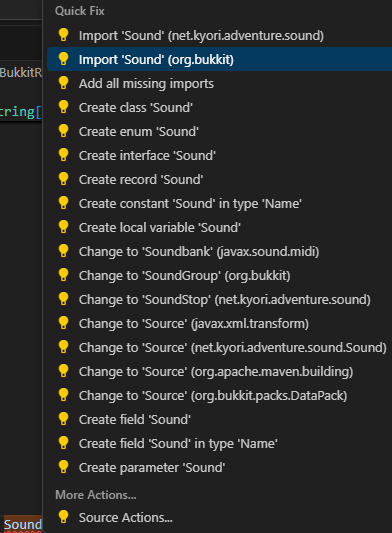 Quick Fix
Import 'Sound' (net.kyori.adventure.sound)
BukkitR
Import 'Sound' (org.bukkit)
Add all missing imports
tring[
Create class 'Sound'
Create enum 'Sound'
Create interface 'Sound'
Create record 'Sound'
Create constant 'Sound' in type 'Name'
Create local variable 'Sound'
Change to 'Soundbank' (javax.sound.midi)
Change to 'SoundGroup' (org.bukkit)
Change to 'SoundStop' (net.kyori.adventure.sound)
Change to 'Source' (javax.xml.transform)
Change to 'Source' (net.kyori.adventure.sound.Sound)
Change to 'Source' (org.apache.maven.building)
Change to 'Source' (org.bukkit.packs.DataPack)
Create field 'Sound'
Create field 'Sound' in type 'Name'
Create parameter 'Sound'
More Actions...
Source Actions...
Sound